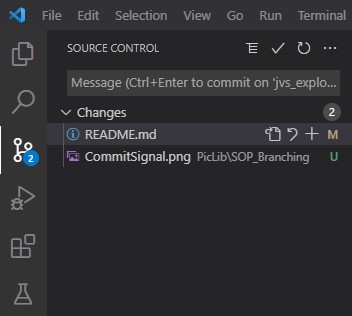 File Edit Selection View Go Run Terminal
SOURCE CONTROL
Message (Ctrl+Enter to commit on 'jvs_explo...
Changes 2
README.md M
CommitSignal.png PicLib\SOP_Branching U
2